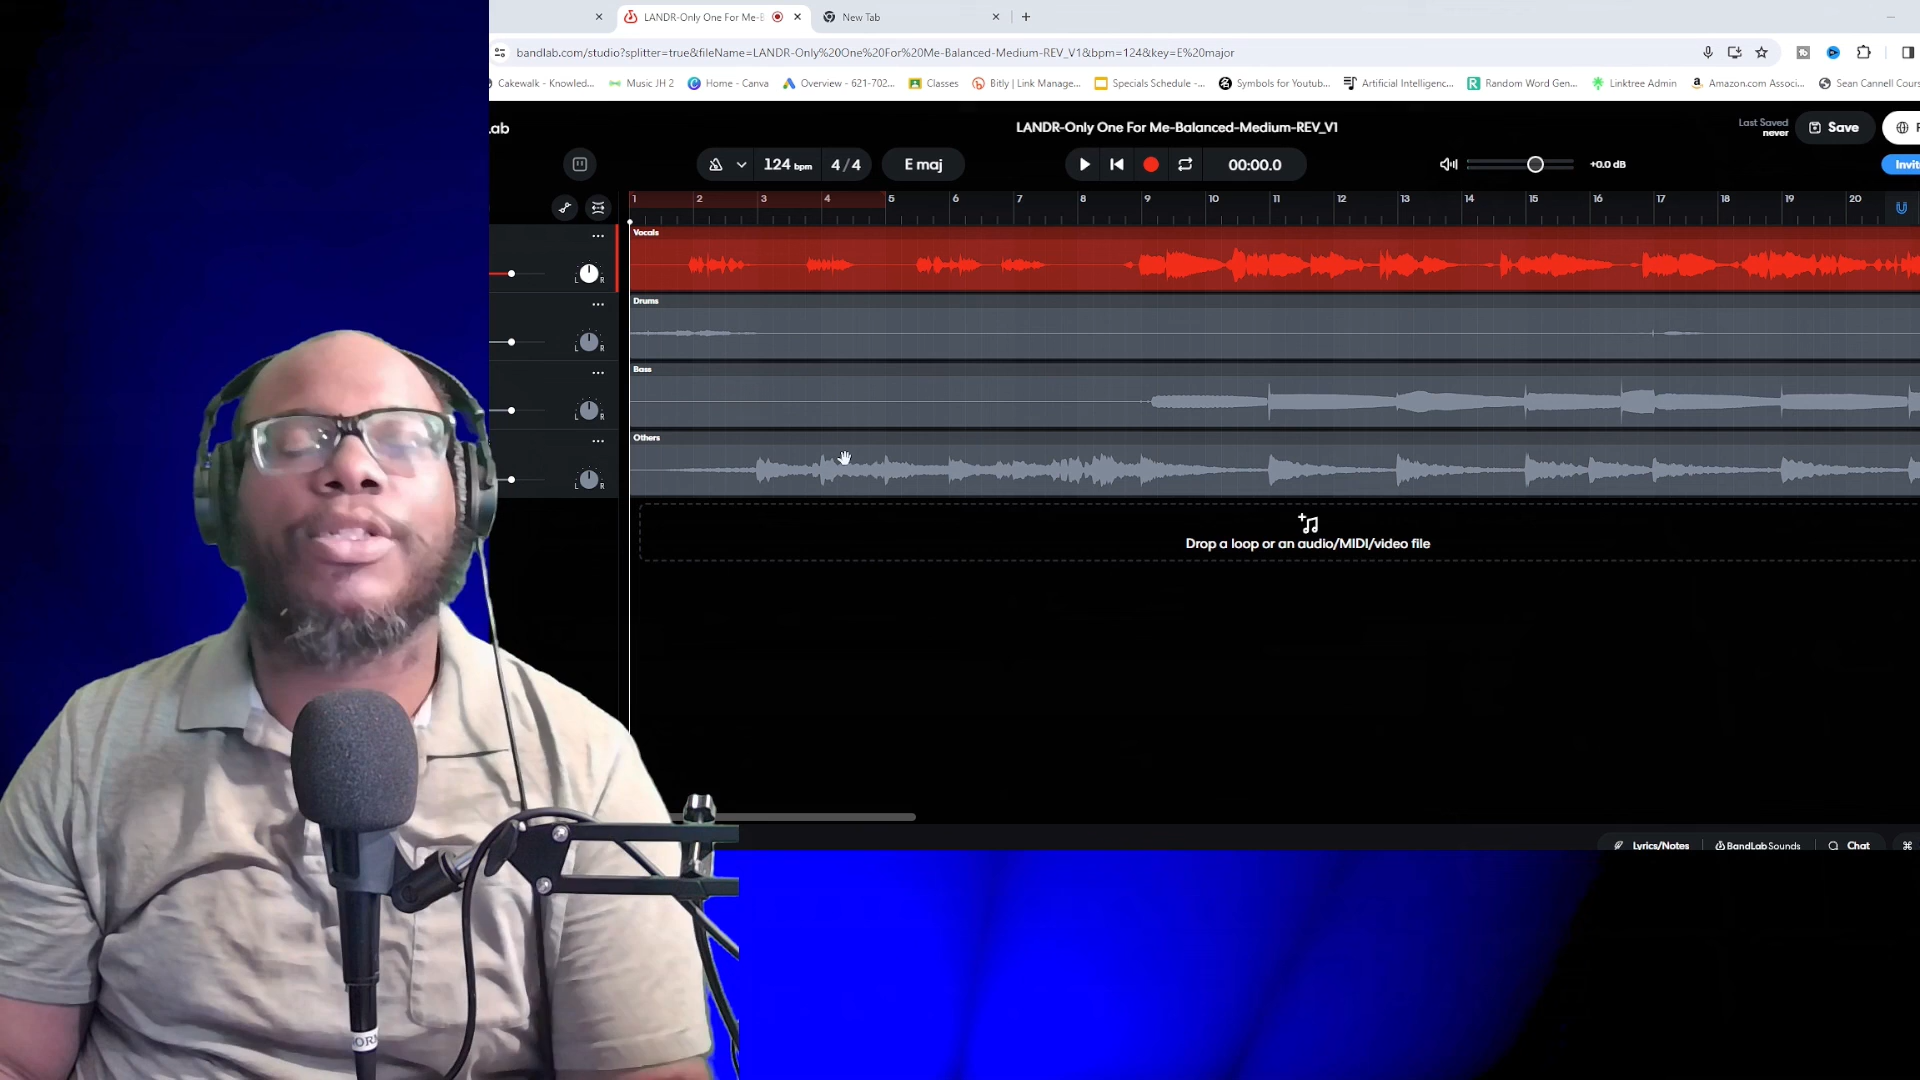 LANDR-Only One For Me-B
New Tab
bandlab.com/studio?splitter=true&fileName=LANDR-Only%20One%20For%20Me-Balanced-Medium-REV_V1&bpm=124&key=E%20major
Cakewalk - Knowled...
Music JH 2
Home - Canva
Overview - 621-702...
Classes
Bitly | Link Manage...
Specials Schedule -...
Symbols for Youtub...
Artificial Intelligenc...
Random Word Gen...
Linktree Admin
Amazon.com Associ...
Sean Cannell Cours
Lab
LANDR-Only One For Me-Balanced-Medium-REV_V1
Last Saved
never
Save
124 bpm
4/4
E maj
00:00.0
+0.0 dB
Invit
1 2 3 4 5 6 7 8 9 10 11 12 13 14 15 16 17 18 19 20
Vocals
L R
Drums
L R
Bass
L R
Others
L R
Drop a loop or an audio/MIDI/video file
Lyrics/Notes
BandLab Sounds
Chat